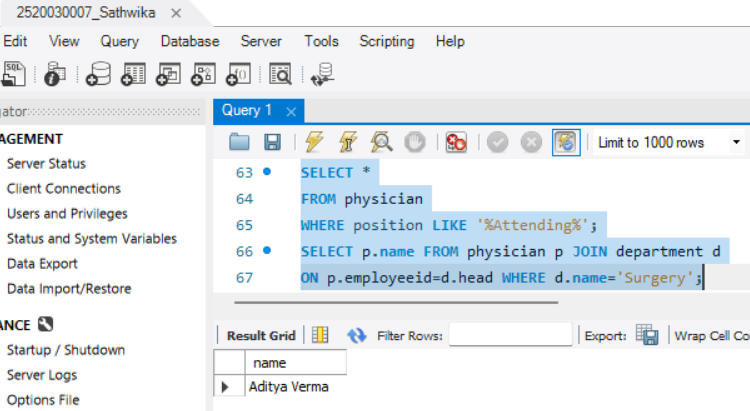 2520030007_Sathwika ×
Edit View Query Database Server Tools Scripting Help
SQL
Query 1 ×
AGEMENT
Server Status
Client Connections
Users and Privileges
Status and System Variables
Data Export
Data Import/Restore
Startup / Shutdown
Server Logs
Options File
Limit to 1000 rows
63 SELECT *
64 FROM physician
65 WHERE position LIKE '%Attending%';
66 SELECT p.name FROM physician p JOIN department d
67 ON p.employeeid=d.head WHERE d.name='Surgery';
Result Grid Filter Rows: Export: Wrap Cell Co
name
Aditya Verma